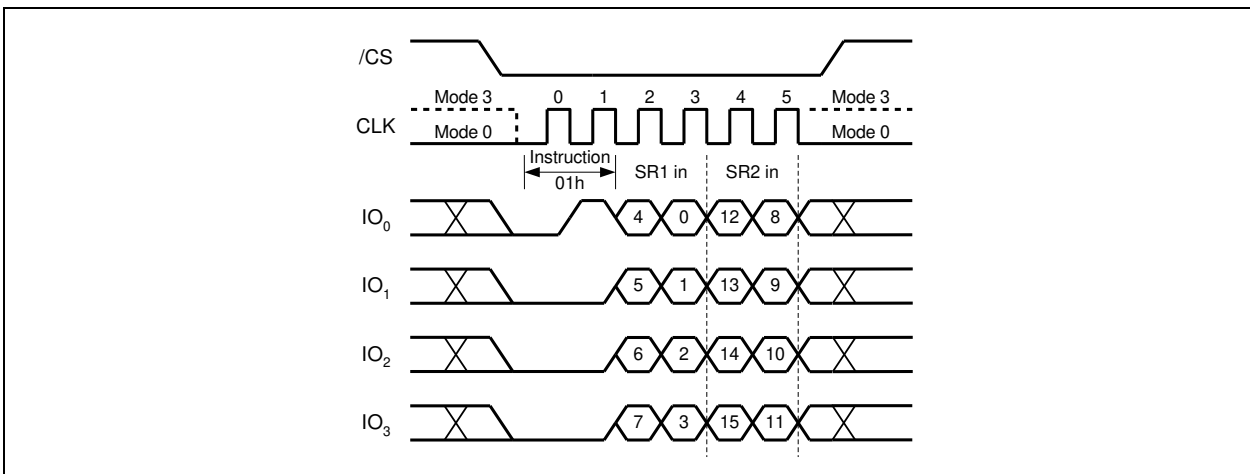 /CS
Mode 3 0 1 2 3 4 5 Mode 3
CLK Mode 0 Mode 0
Instruction
01h SR1 in SR2 in
IO0 4 0 12 8
IO1 5 1 13 9
IO2 6 2 14 10
IO3 7 3 15 11